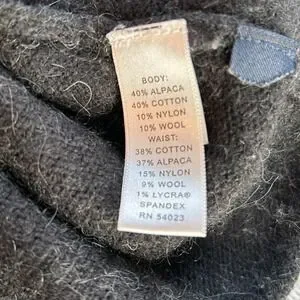 BODY:
40% ALPACA
40% COTTON
10% NYLON
10% WOOL
WAIST:
38% COTTON
37% ALPACA
15% NYLON
9% WOOL
1% LYCRA®
SPANDEX
RN 54023